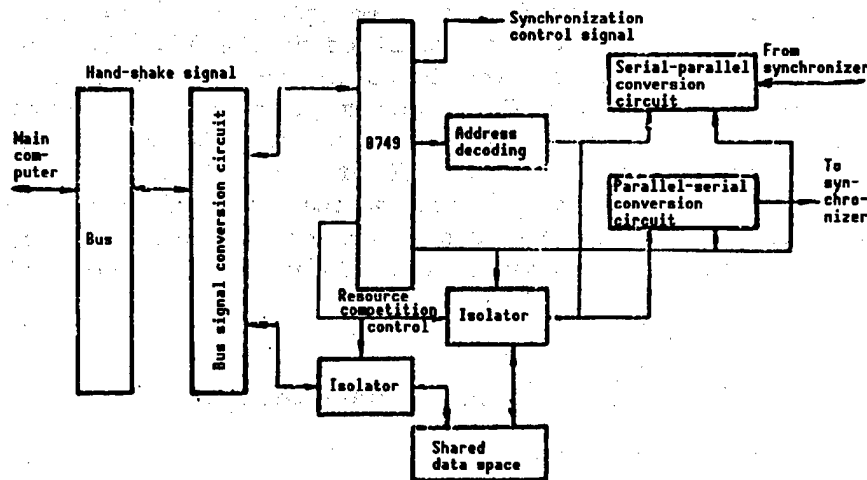 Synchronization
control signal
Hand-shake signal
From
synchronizer
Serial-parallel
conversion
circuit
Main
com-
puter
Bus
Bus signal conversion circuit
8749
Address
decoding
Parallel-serial
conversion
circuit
To
syn-
chro-
nizer
Resource
competition
control
Isolator
Isolator
Shared
data space